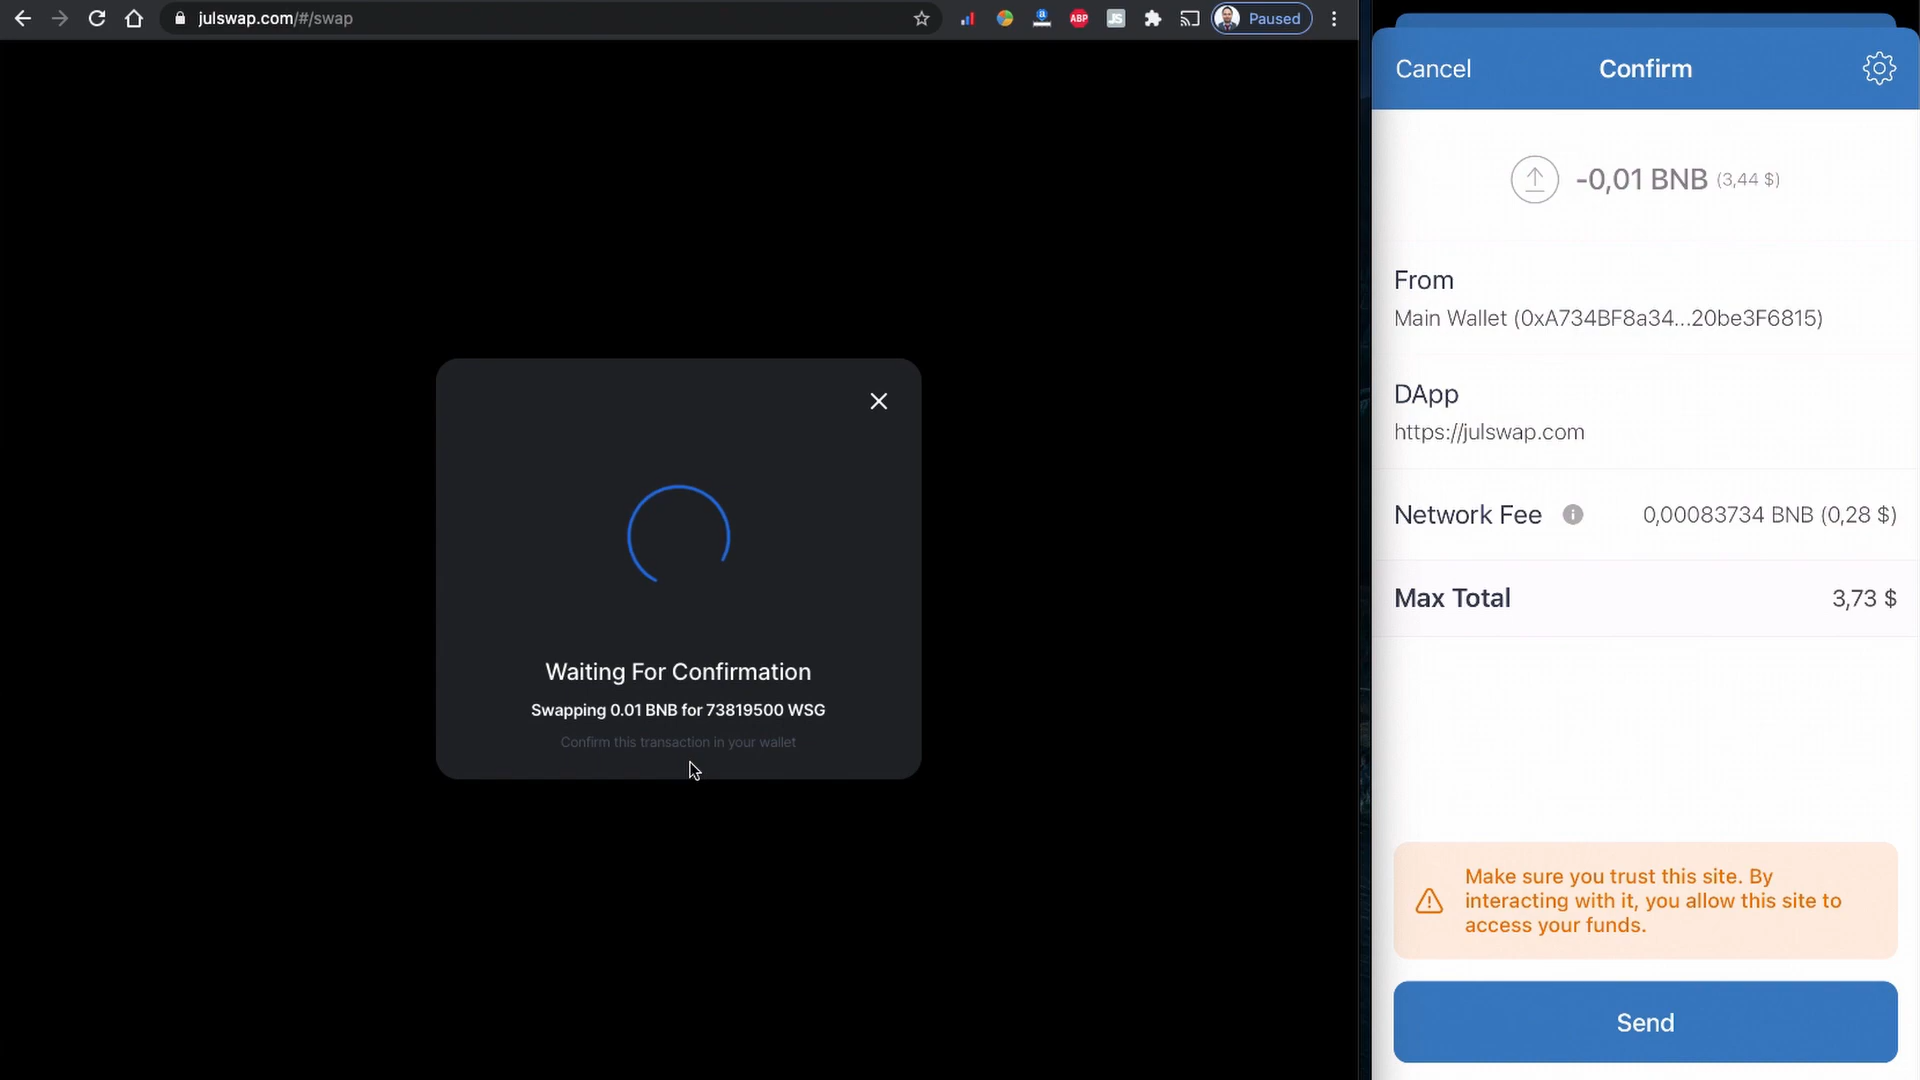 julswap.com/#/swap
a
ABP
JS
Paused
Waiting For Confirmation
Swapping 0.01 BNB for 73819500 WSG
Confirm this transaction in your wallet
Cancel
Confirm
-0,01 BNB (3,44 $)
From
Main Wallet (0xA734BF8a34...20be3F6815)
DApp
https://julswap.com
Network Fee i 0,00083734 BNB (0,28 $)
Max Total 3,73 $
Make sure you trust this site. By
interacting with it, you allow this site to
access your funds.
Send